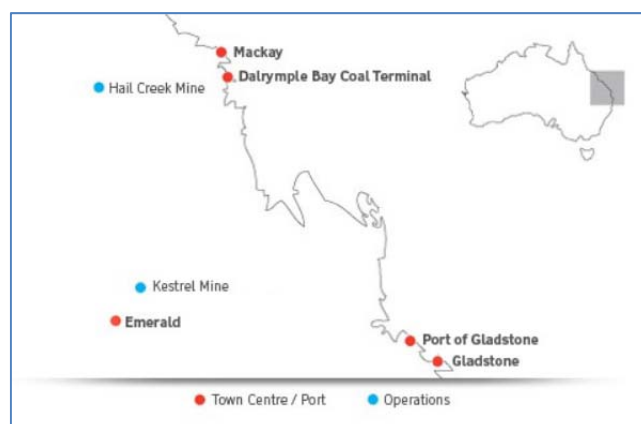 Mackay
Dalrymple Bay Coal Terminal
Hail Creek Mine
Kestrel Mine
Emerald
Port of Gladstone
Gladstone
Town Centre / Port
Operations